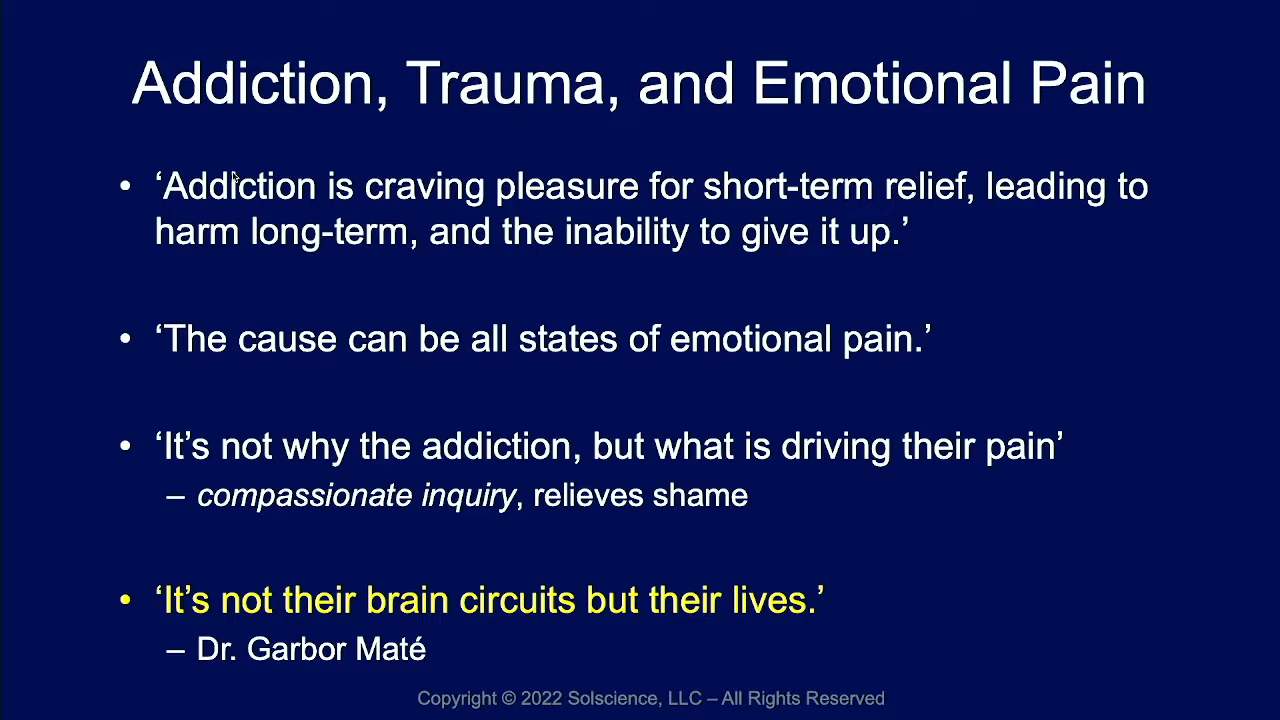 Addiction, Trauma, and Emotional Pain
• ‘Addiction is craving pleasure for short-term relief, leading to
harm long-term, and the inability to give it up.’
• ‘The cause can be all states of emotional pain.’
• ‘It’s not why the addiction, but what is driving their pain’
– compassionate inquiry, relieves shame
• ‘It’s not their brain circuits but their lives.’
– Dr. Garbor Maté
Copyright © 2022 Solscience, LLC – All Rights Reserved